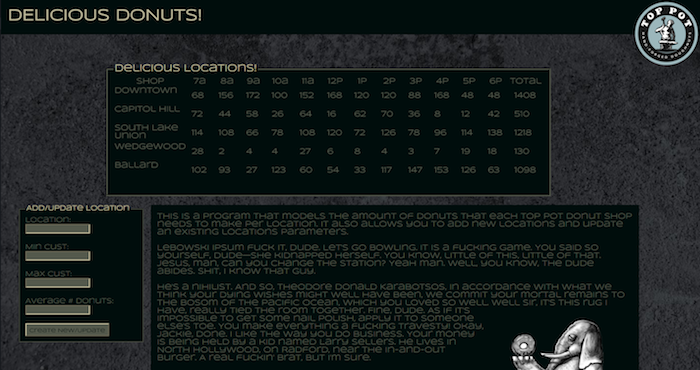 DELICIOUS DONUTS!
TOP POT
HAND-FORGED DOUGHNUTS
Delicious Locations!
SHOP 7a 8a 9a 10a 11a 12p 1p 2p 3p 4p 5p 6p Total
Downtown 68 156 172 100 152 168 120 120 88 168 48 48 1408
Capitol Hill 72 44 58 26 64 16 62 70 36 8 12 42 510
South Lake
Union 114 108 66 78 108 120 72 126 78 96 114 138 1218
Wedgewood 28 2 4 4 27 6 8 4 3 7 19 18 130
Ballard 102 93 27 123 60 54 33 117 147 153 126 63 1098
Add/Update Location
Location:
Min Cust:
Max Cust:
Average # Donuts:
Create New/Update
This is a program that models the amount of donuts that each Top Pot Donut shop
needs to make per location. It also allows you to add new locations and update
an existing locations parameters.
Lebowski ipsum fuck it, Dude. Let's go bowling. It is a fucking game. You said so
yourself, Dude—she kidnapped herself. You know, little of this, little of that.
Jesus, man, can you change the station? Yeah man. Well, you know, the Dude
abides. Shit, I know that guy.
He's a nihilist. And so, Theodore Donald Karabotsos, in accordance with what we
think your dying wishes might well have been, we commit your mortal remains to
the bosom of the Pacific Ocean, which you loved so well. Well sir, it's this rug I
have, really tied the room together. Fine, Dude. As if it's
impossible to get some nail polish, apply it to someone
else's toe. You make everything a fucking travesty! Okay,
Jackie, done. I like the way you do business. Your money
is being held by a kid named Larry Sellers. He lives in
North Hollywood, on Radford, near the In-and-Out
Burger. A real fuckin' brat, but I'm sure.